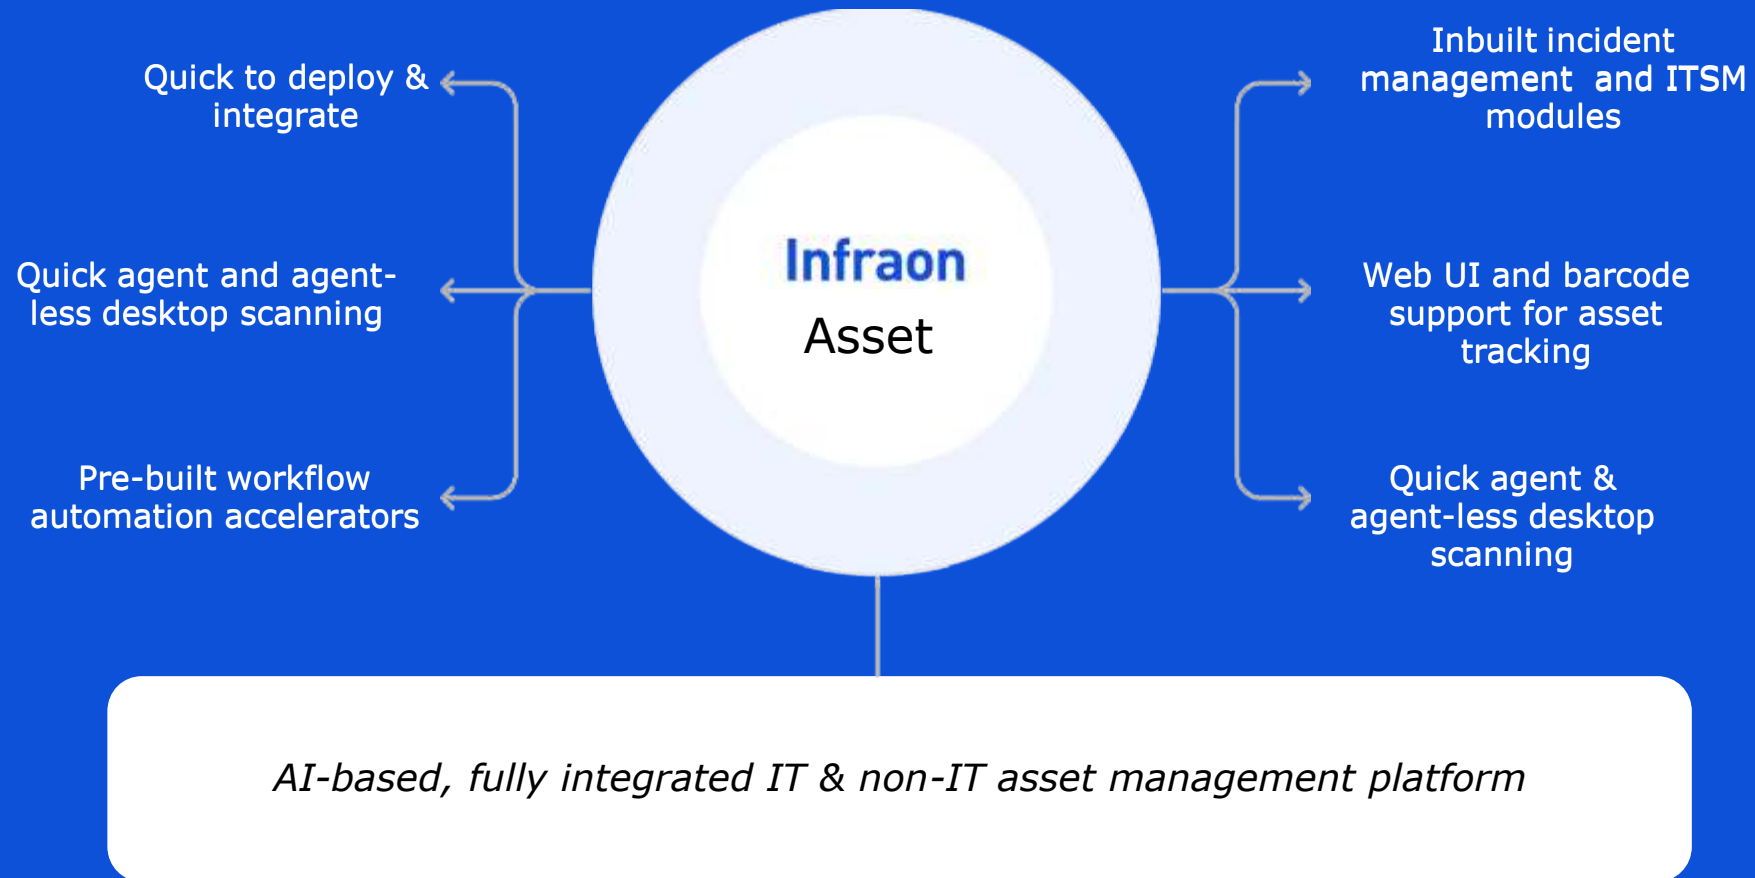 Quick to deploy &
integrate
Quick agent and agent-
less desktop scanning
Pre-built workflow
automation accelerators
Infraon
Asset
Inbuilt incident
management  and ITSM
modules
Web UI and barcode
support for asset
tracking
Quick agent &
agent-less desktop
scanning
AI-based, fully integrated IT & non-IT asset management platform